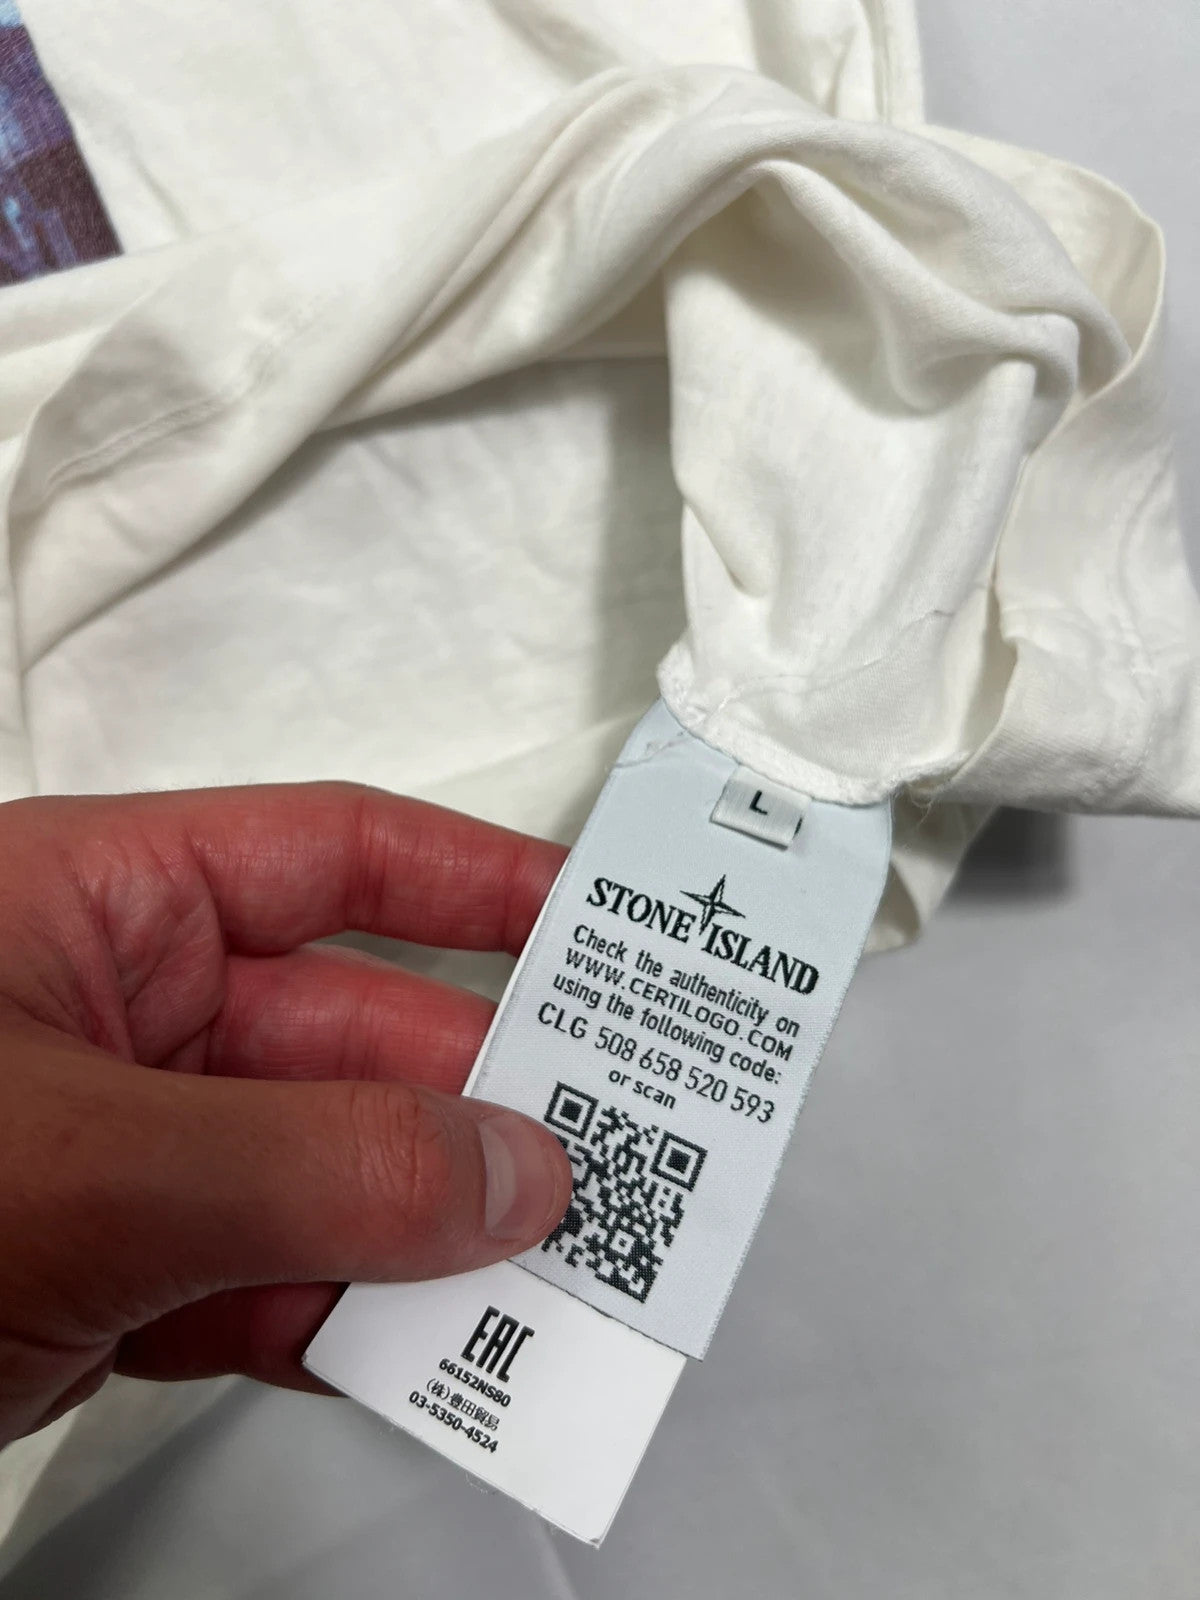 L
STONE ISLAND
Check the authenticity on
WWW.CERTILOGO.COM
using the following code:
CLG 508 658 520 593
or scan
EAC
66152NS80
(株)豊田貿易
03-5350-4524